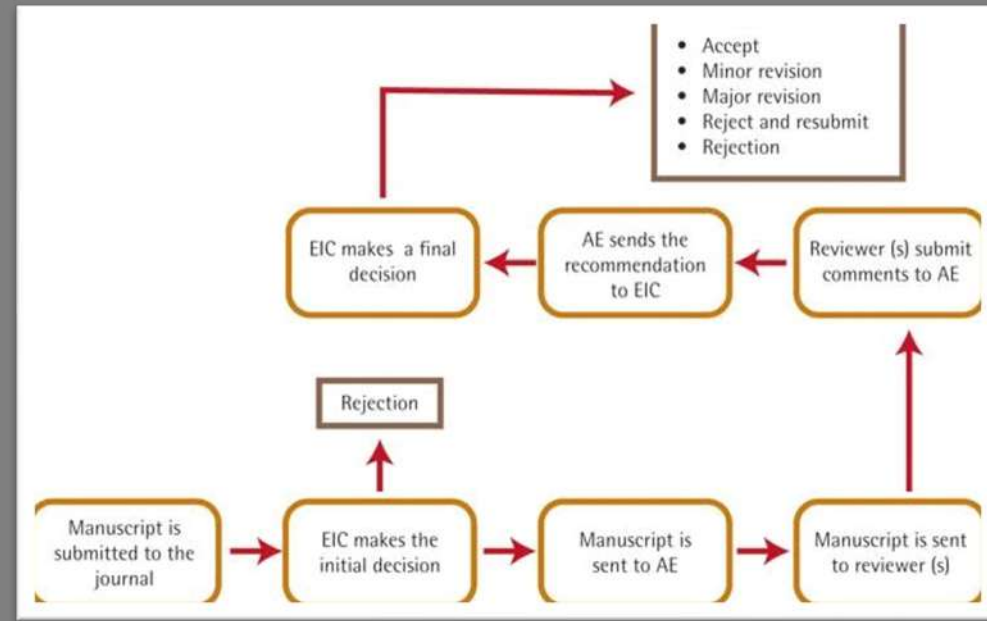 • Accept
• Minor revision
• Major revision
• Reject and resubmit
• Rejection
EIC makes a final
decision
AE sends the
recommendation
to EIC
Reviewer (s) submit
comments to AE
Rejection
Manuscript is
submitted to the
journal
EIC makes the
initial decision
Manuscript is
sent to AE
Manuscript is sent
to reviewer (s)